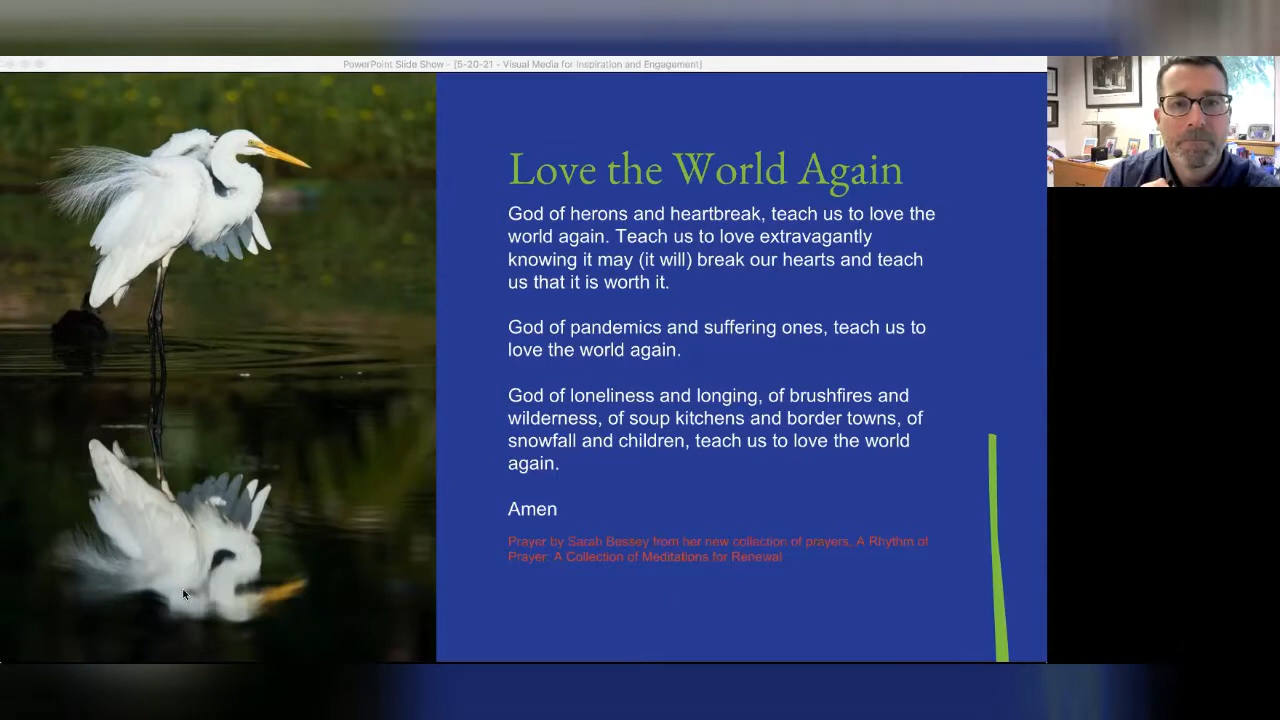 PowerPoint Slide Show - [5-20-21 - Visual Media for Inspiration and Engagement]
Love the World Again
God of herons and heartbreak, teach us to love the
world again. Teach us to love extravagantly
knowing it may (it will) break our hearts and teach
us that it is worth it.
God of pandemics and suffering ones, teach us to
love the world again.
God of loneliness and longing, of brushfires and
wilderness, of soup kitchens and border towns, of
snowfall and children, teach us to love the world
again.
Amen
Prayer by Sarah Bessey from her new collection of prayers, A Rhythm of
Prayer: A Collection of Meditations for Renewal